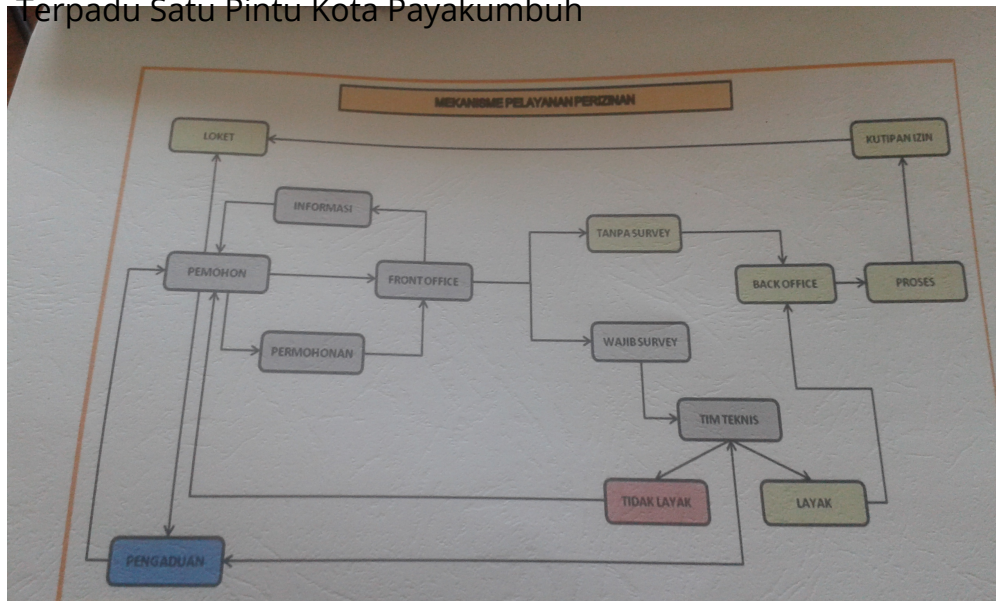 Terpadu Satu Pintu Kota Payakumbuh
MEKANISME PELAYANAN PERIZINAN
LOKET
KUTIPAN IZIN
INFORMASI
TANPA SURVEY
PEMOHON
FRONT OFFICE
BACK OFFICE
PROSES
PERMOHONAN
WAJIB SURVEY
TIM TEKNIS
TIDAK LAYAK
LAYAK
PENGADUAN